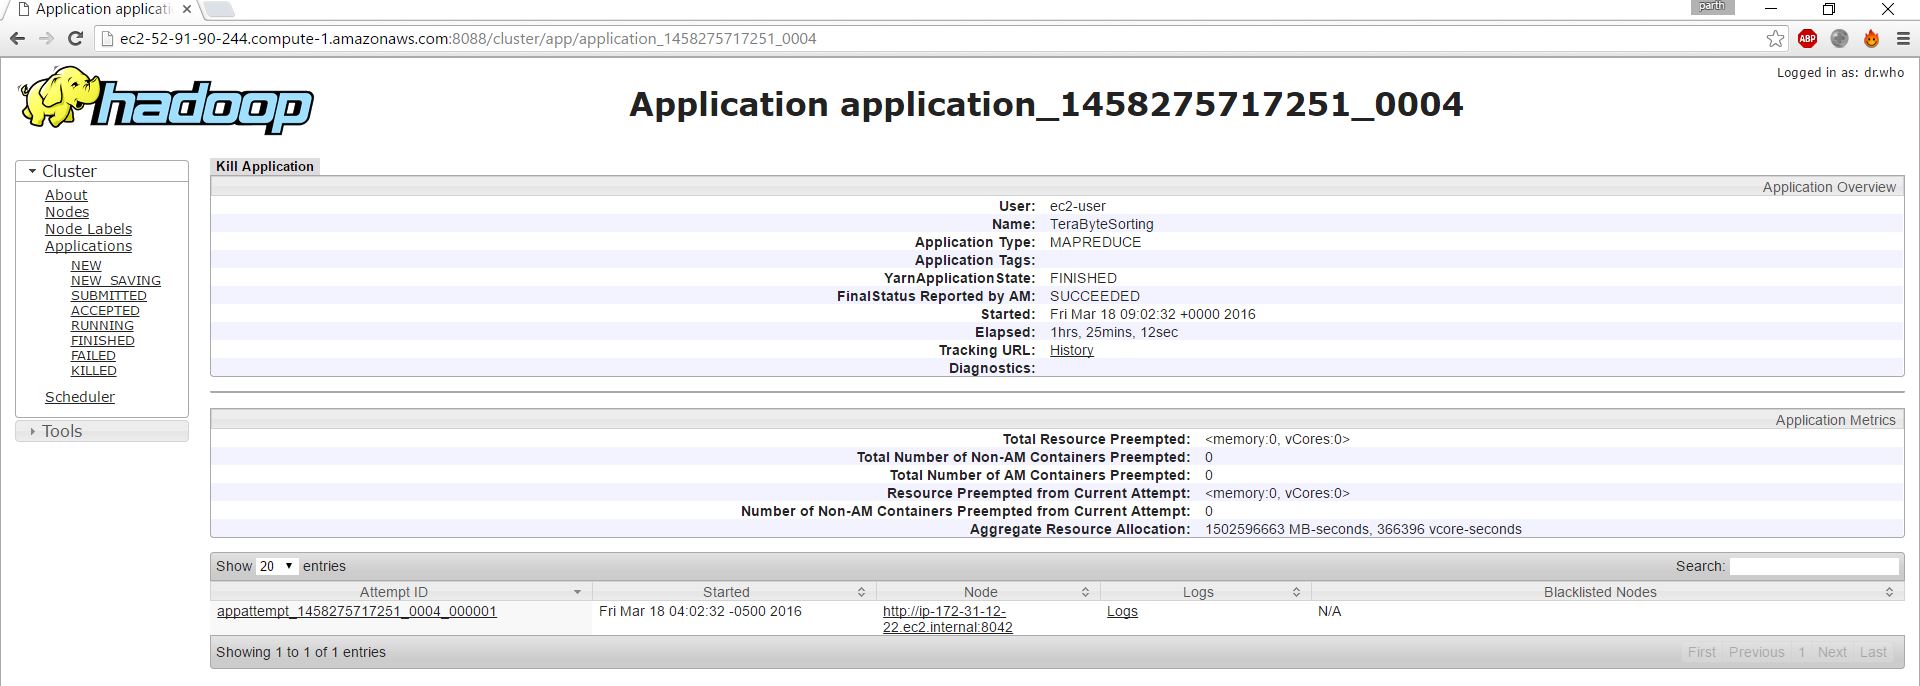 Application applicati
parth
ec2-52-91-90-244.compute-1.amazonaws.com:8088/cluster/app/application_1458275717251_0004
ABP
Logged in as: dr.who
hadoop
Application application_1458275717251_0004
Cluster
About
Nodes
Node Labels
Applications
NEW
NEW_SAVING
SUBMITTED
ACCEPTED
RUNNING
FINISHED
FAILED
KILLED
Scheduler
Tools
Kill Application
Application Overview
User: ec2-user
Name: TeraByteSorting
Application Type: MAPREDUCE
Application Tags:
YarnApplicationState: FINISHED
FinalStatus Reported by AM: SUCCEEDED
Started: Fri Mar 18 09:02:32 +0000 2016
Elapsed: 1hrs, 25mins, 12sec
Tracking URL: History
Diagnostics:
Application Metrics
Total Resource Preempted: <memory:0, vCores:0>
Total Number of Non-AM Containers Preempted: 0
Total Number of AM Containers Preempted: 0
Resource Preempted from Current Attempt: <memory:0, vCores:0>
Number of Non-AM Containers Preempted from Current Attempt: 0
Aggregate Resource Allocation: 1502596663 MB-seconds, 366396 vcore-seconds
Show 20 entries Search:
Attempt ID Started Node Logs Blacklisted Nodes
appattempt_1458275717251_0004_000001 Fri Mar 18 04:02:32 -0500 2016 http://ip-172-31-12- Logs N/A
22.ec2.internal:8042
Showing 1 to 1 of 1 entries First Previous 1 Next Last